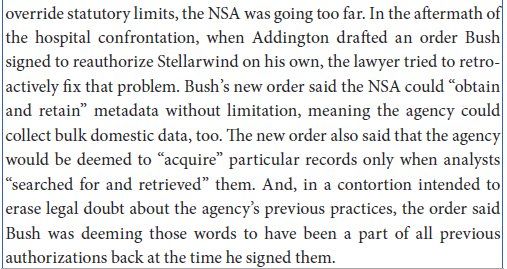 override statutory limits, the NSA was going too far. In the aftermath of
the hospital confrontation, when Addington drafted an order Bush
signed to reauthorize Stellarwind on his own, the lawyer tried to retro-
actively fix that problem. Bush’s new order said the NSA could “obtain
and retain” metadata without limitation, meaning the agency could
collect bulk domestic data, too. The new order also said that the agency
would be deemed to “acquire” particular records only when analysts
“searched for and retrieved” them. And, in a contortion intended to
erase legal doubt about the agency’s previous practices, the order said
Bush was deeming those words to have been a part of all previous
authorizations back at the time he signed them.